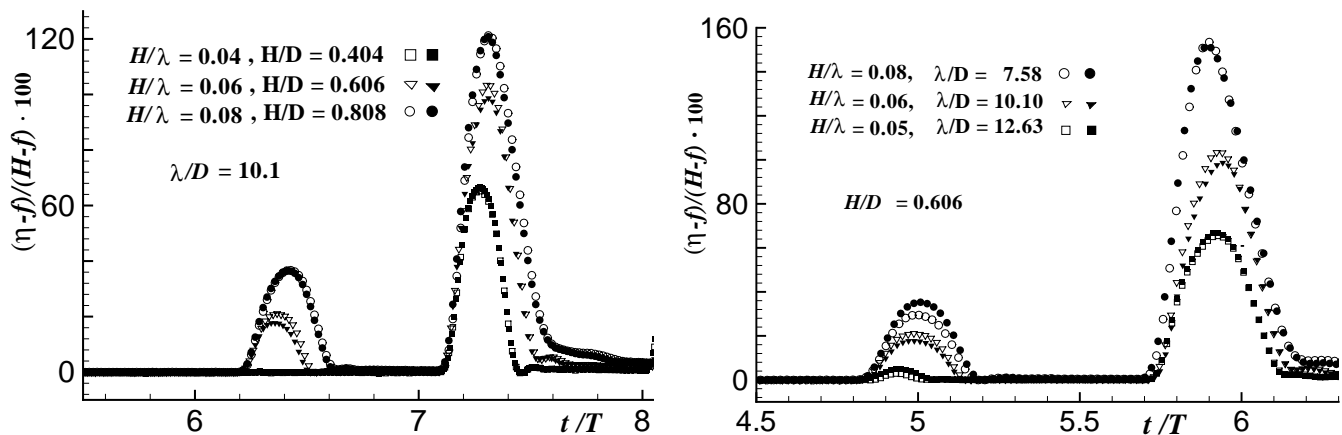 120
60
0
6
7
8
t/T
(η-f)/(H-f) · 100
H/λ = 0.04 , H/D = 0.404
H/λ = 0.06 , H/D = 0.606
H/λ = 0.08 , H/D = 0.808
λ/D = 10.1
160
80
0
4.5
5
5.5
6
t/T
(η-f)/(H-f) · 100
H/λ = 0.08, λ/D = 7.58
H/λ = 0.06, λ/D = 10.10
H/λ = 0.05, λ/D = 12.63
H/D = 0.606